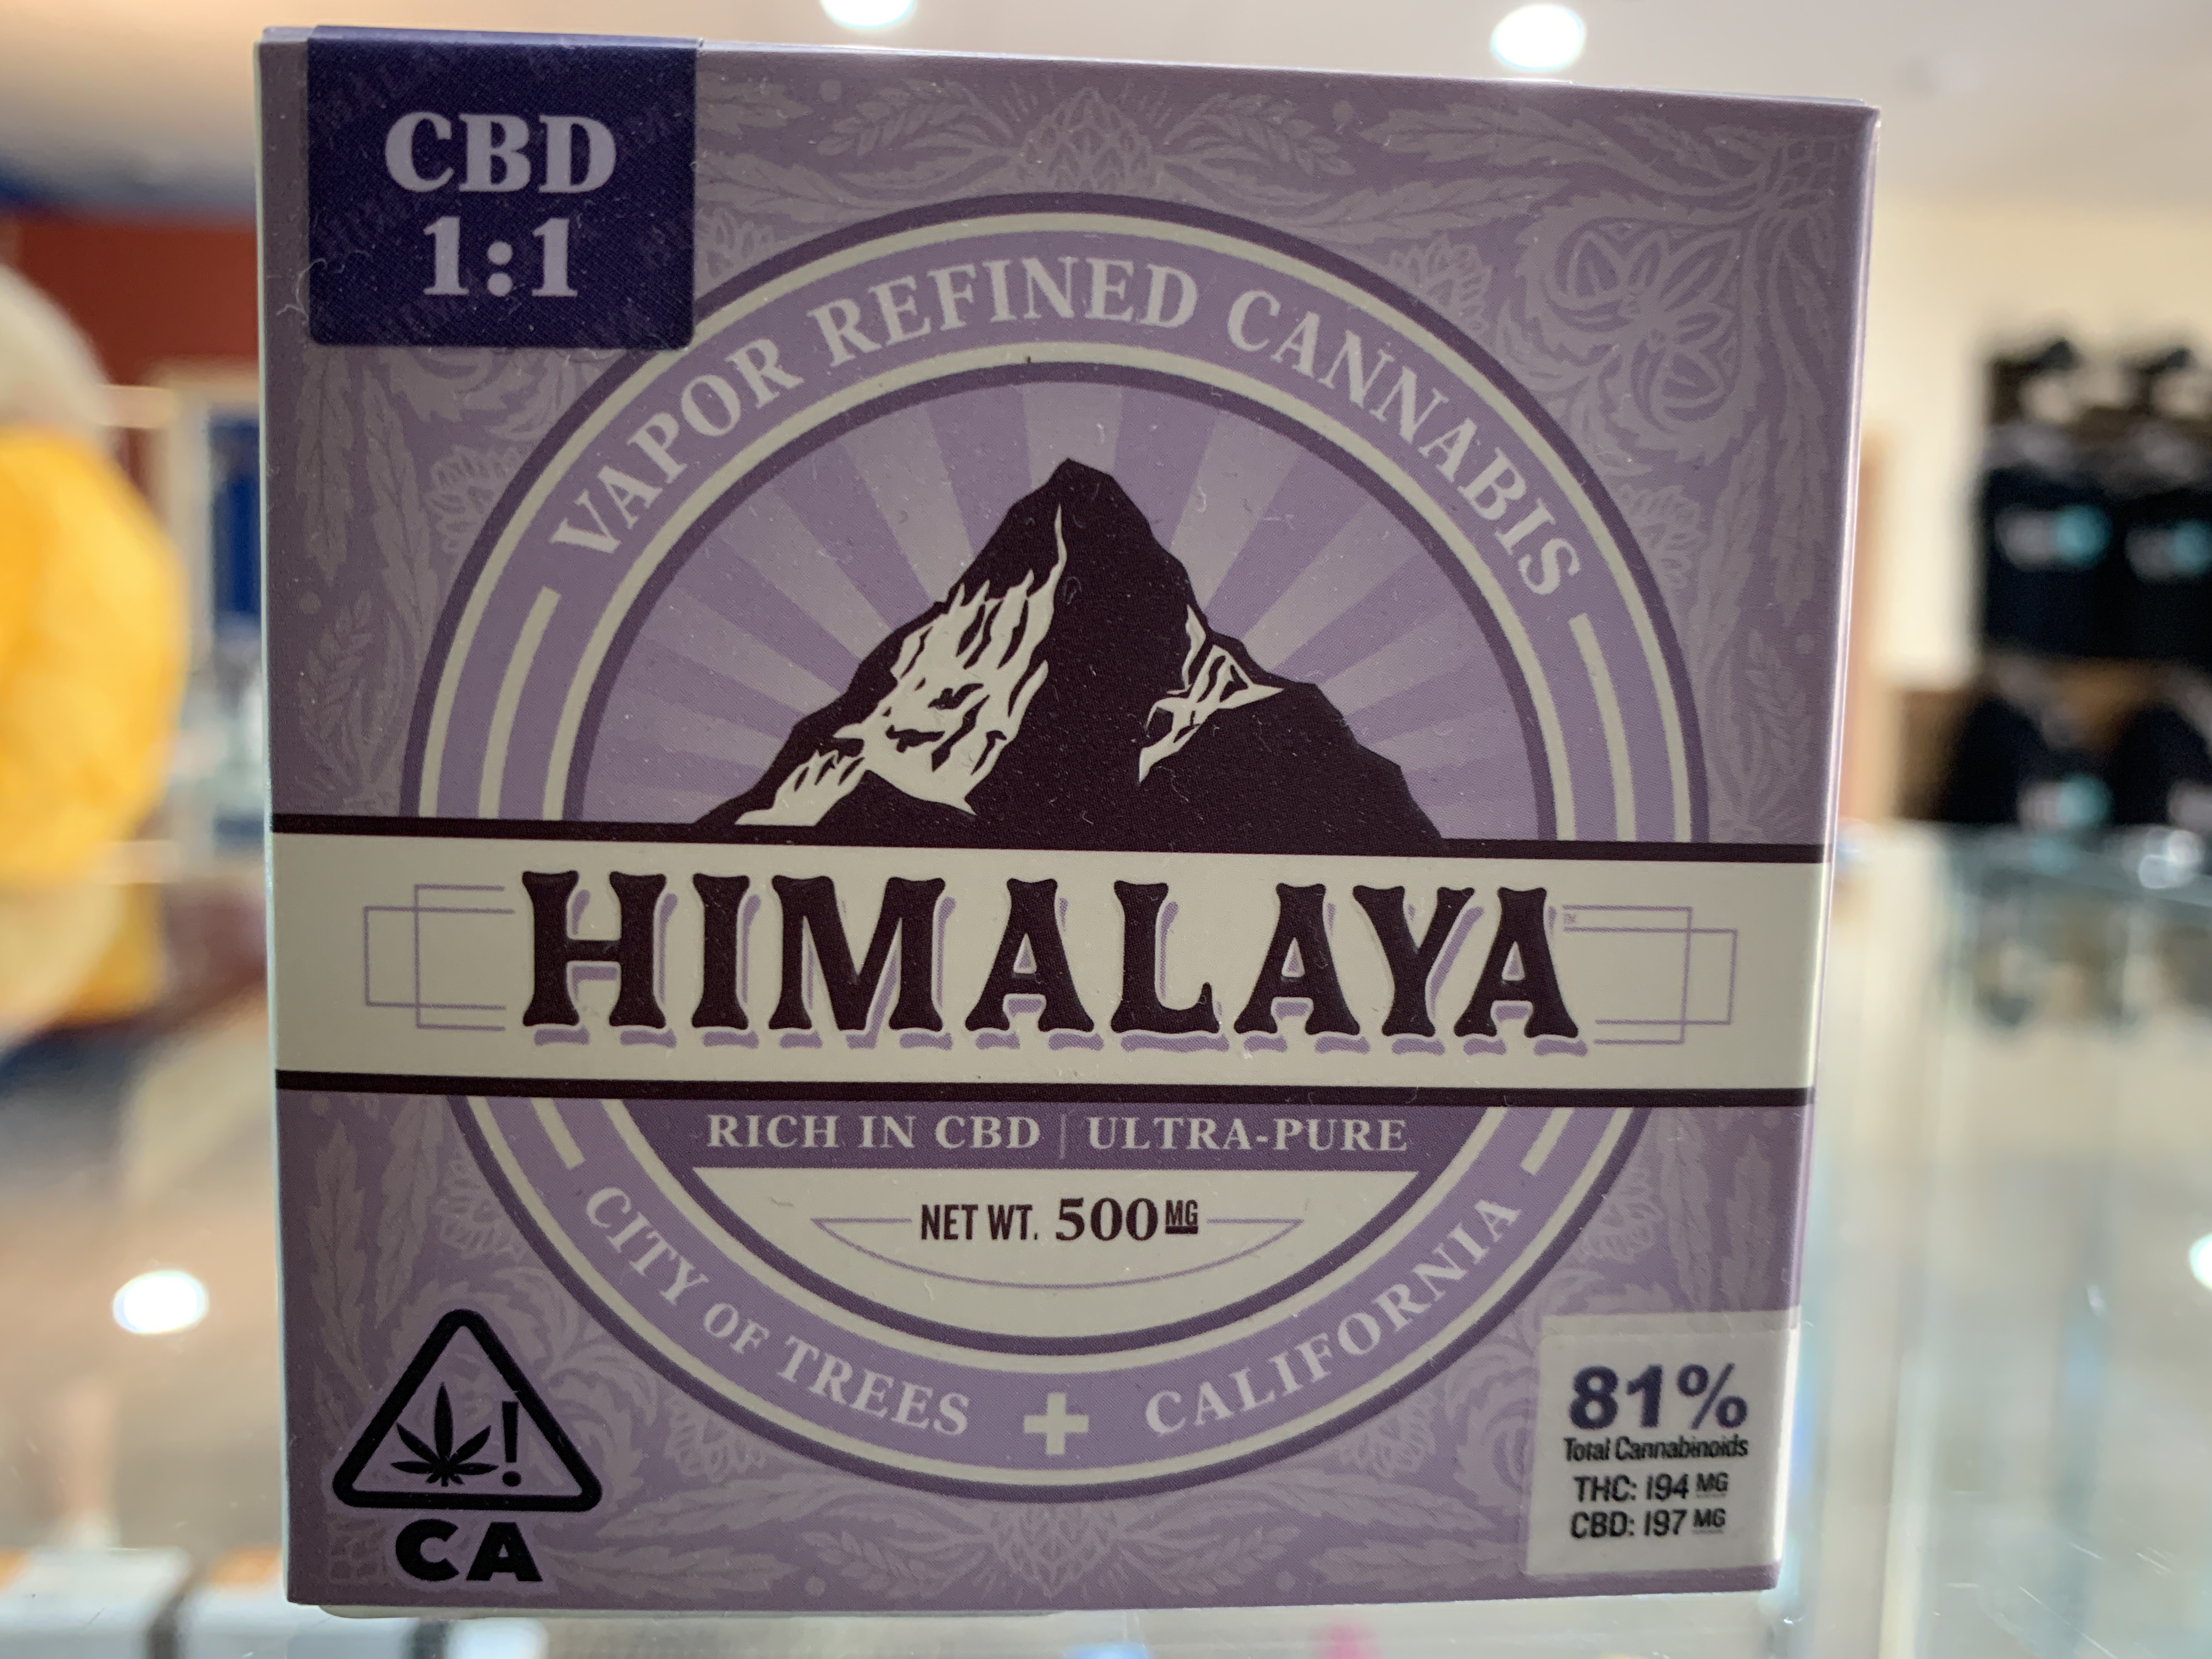 CBD
1:1
VAPOR REFINED CANNABIS
HIMALAYA™
RICH IN CBD | ULTRA-PURE
NET WT. 500 MG
CITY OF TREES + CALIFORNIA
CA
81%
Total Cannabinoids
THC: 194 MG
CBD: 197 MG